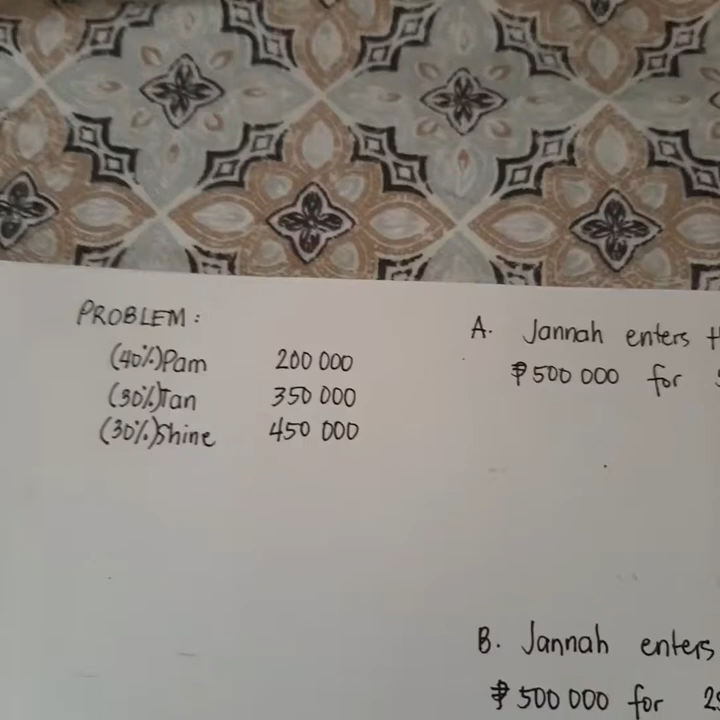 PROBLEM:
(40%)Pam 200 000
(30%)Tan 350 000
(30%)Shine 450 000
A. Jannah enters
₱500 000 for
B. Jannah enters
₱500 000 for